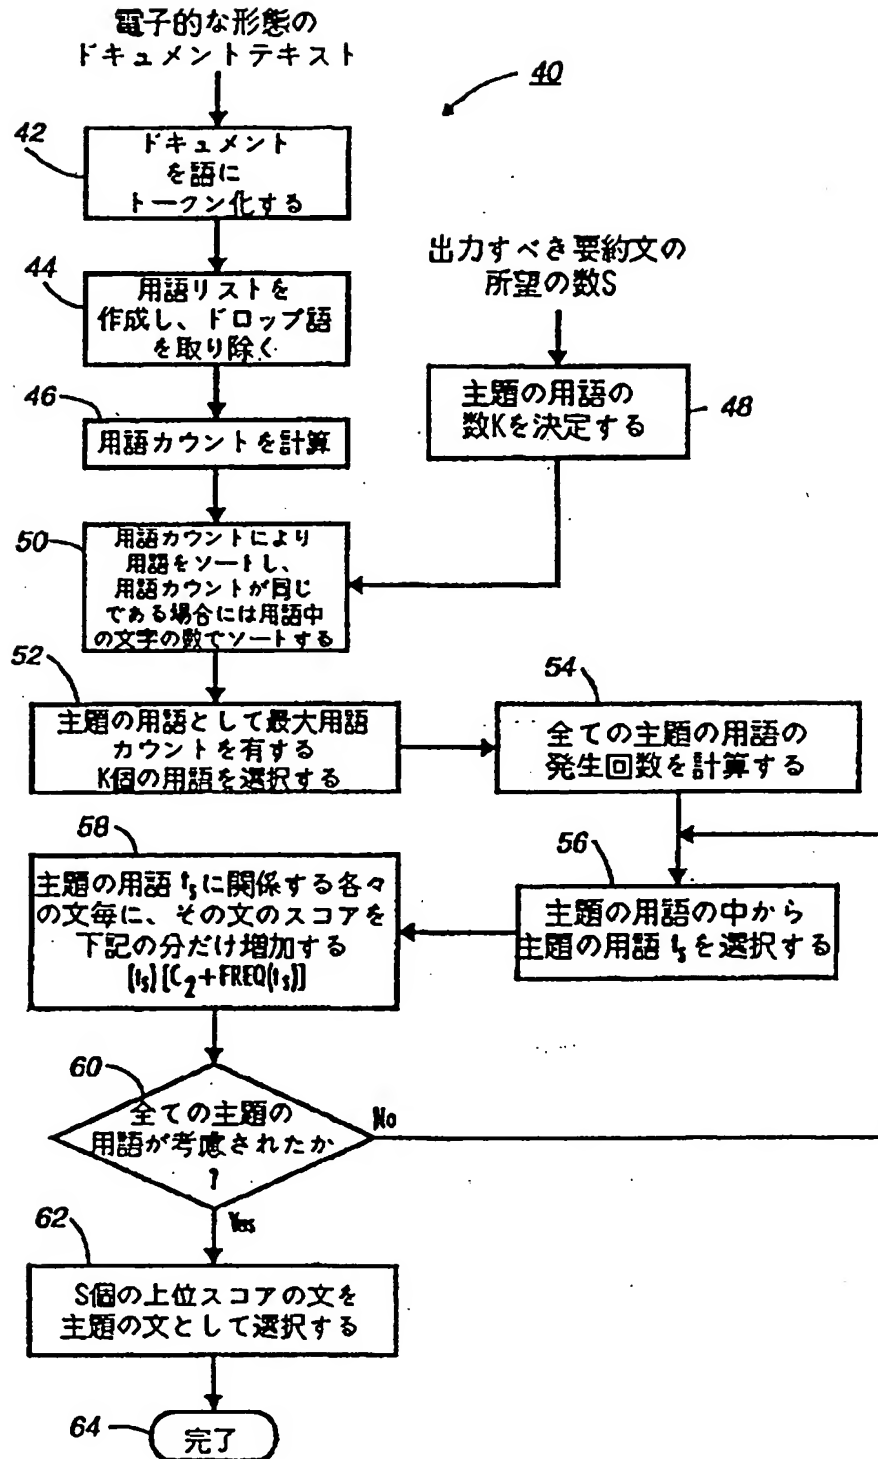 電子的な形態の
ドキュメントテキスト
40
42
ドキュメント
を語に
トークン化する
44
用語リストを
作成し、ドロップ語
を取り除く
出力すべき要約文の
所望の数S
46
用語カウントを計算
主題の用語の
数Kを決定する
48
50
用語カウントにより
用語をソートし、
用語カウントが同じ
である場合には用語中
の文字の数でソートする
52
主題の用語として最大用語
カウントを有する
K個の用語を選択する
54
全ての主題の用語の
発生回数を計算する
56
主題の用語の中から
主題の用語 tsを選択する
58
主題の用語 tsに関係する各々
の文毎に、その文のスコアを
下記の分だけ増加する
(ts)[C2+FREQ(ts)]
60
全ての主題の
用語が考慮されたか
?
No
Yes
62
S個の上位スコアの文を
主題の文として選択する
64
完了